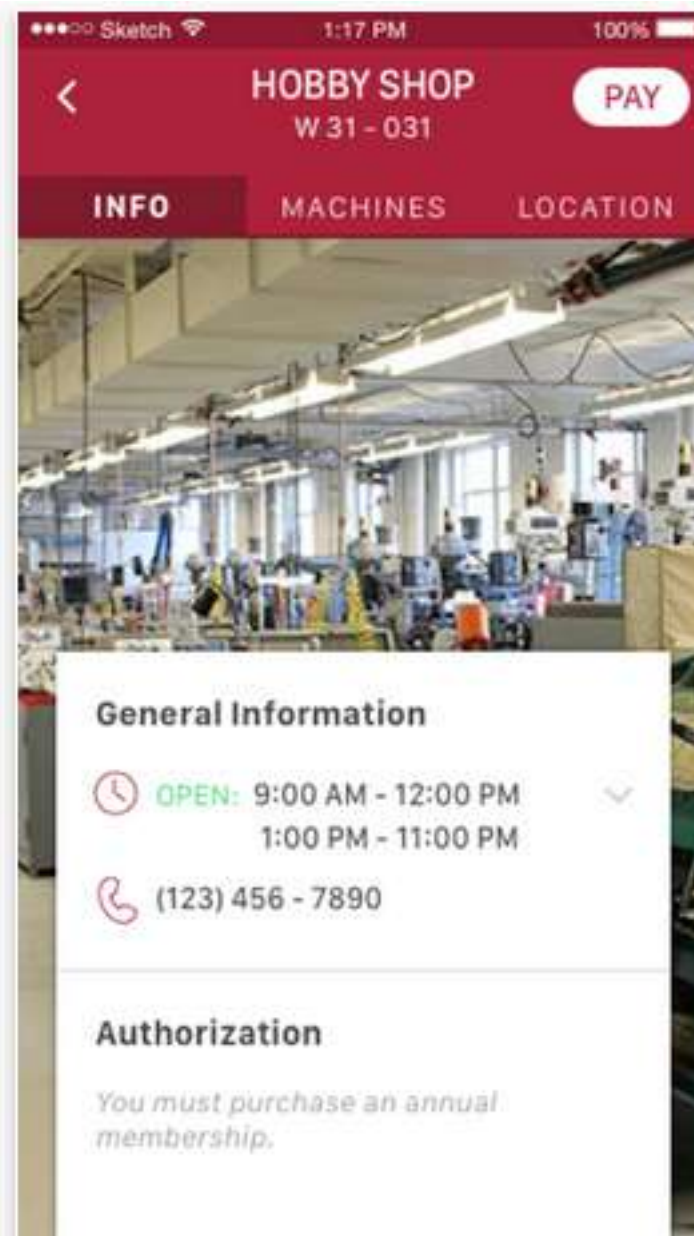 Sketch 1:17 PM 100%
HOBBY SHOP
W 31 - 031
PAY
INFO MACHINES LOCATION
General Information
OPEN: 9:00 AM - 12:00 PM
1:00 PM - 11:00 PM
(123) 456 - 7890
Authorization
You must purchase an annual
membership.